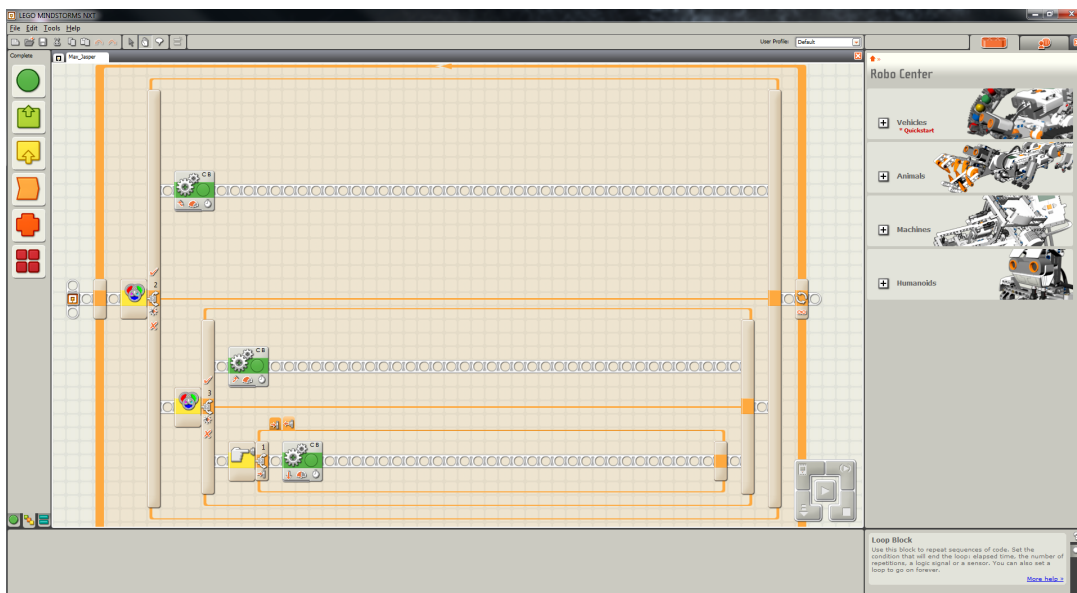 LEGO MINDSTORMS NXT
File Edit Tools Help
User Profile: Default
Complete
Max_Jasper
Robo Center
Vehicles
* Quickstart
Animals
Machines
Humanoids
C B
2
C B
3
1
C B
Loop Block
Use this block to repeat sequences of code. Set the
condition that will end the loop: elapsed time, the number of
repetitions, a logic signal or a sensor. You can also set a
loop to go on forever.
More help »